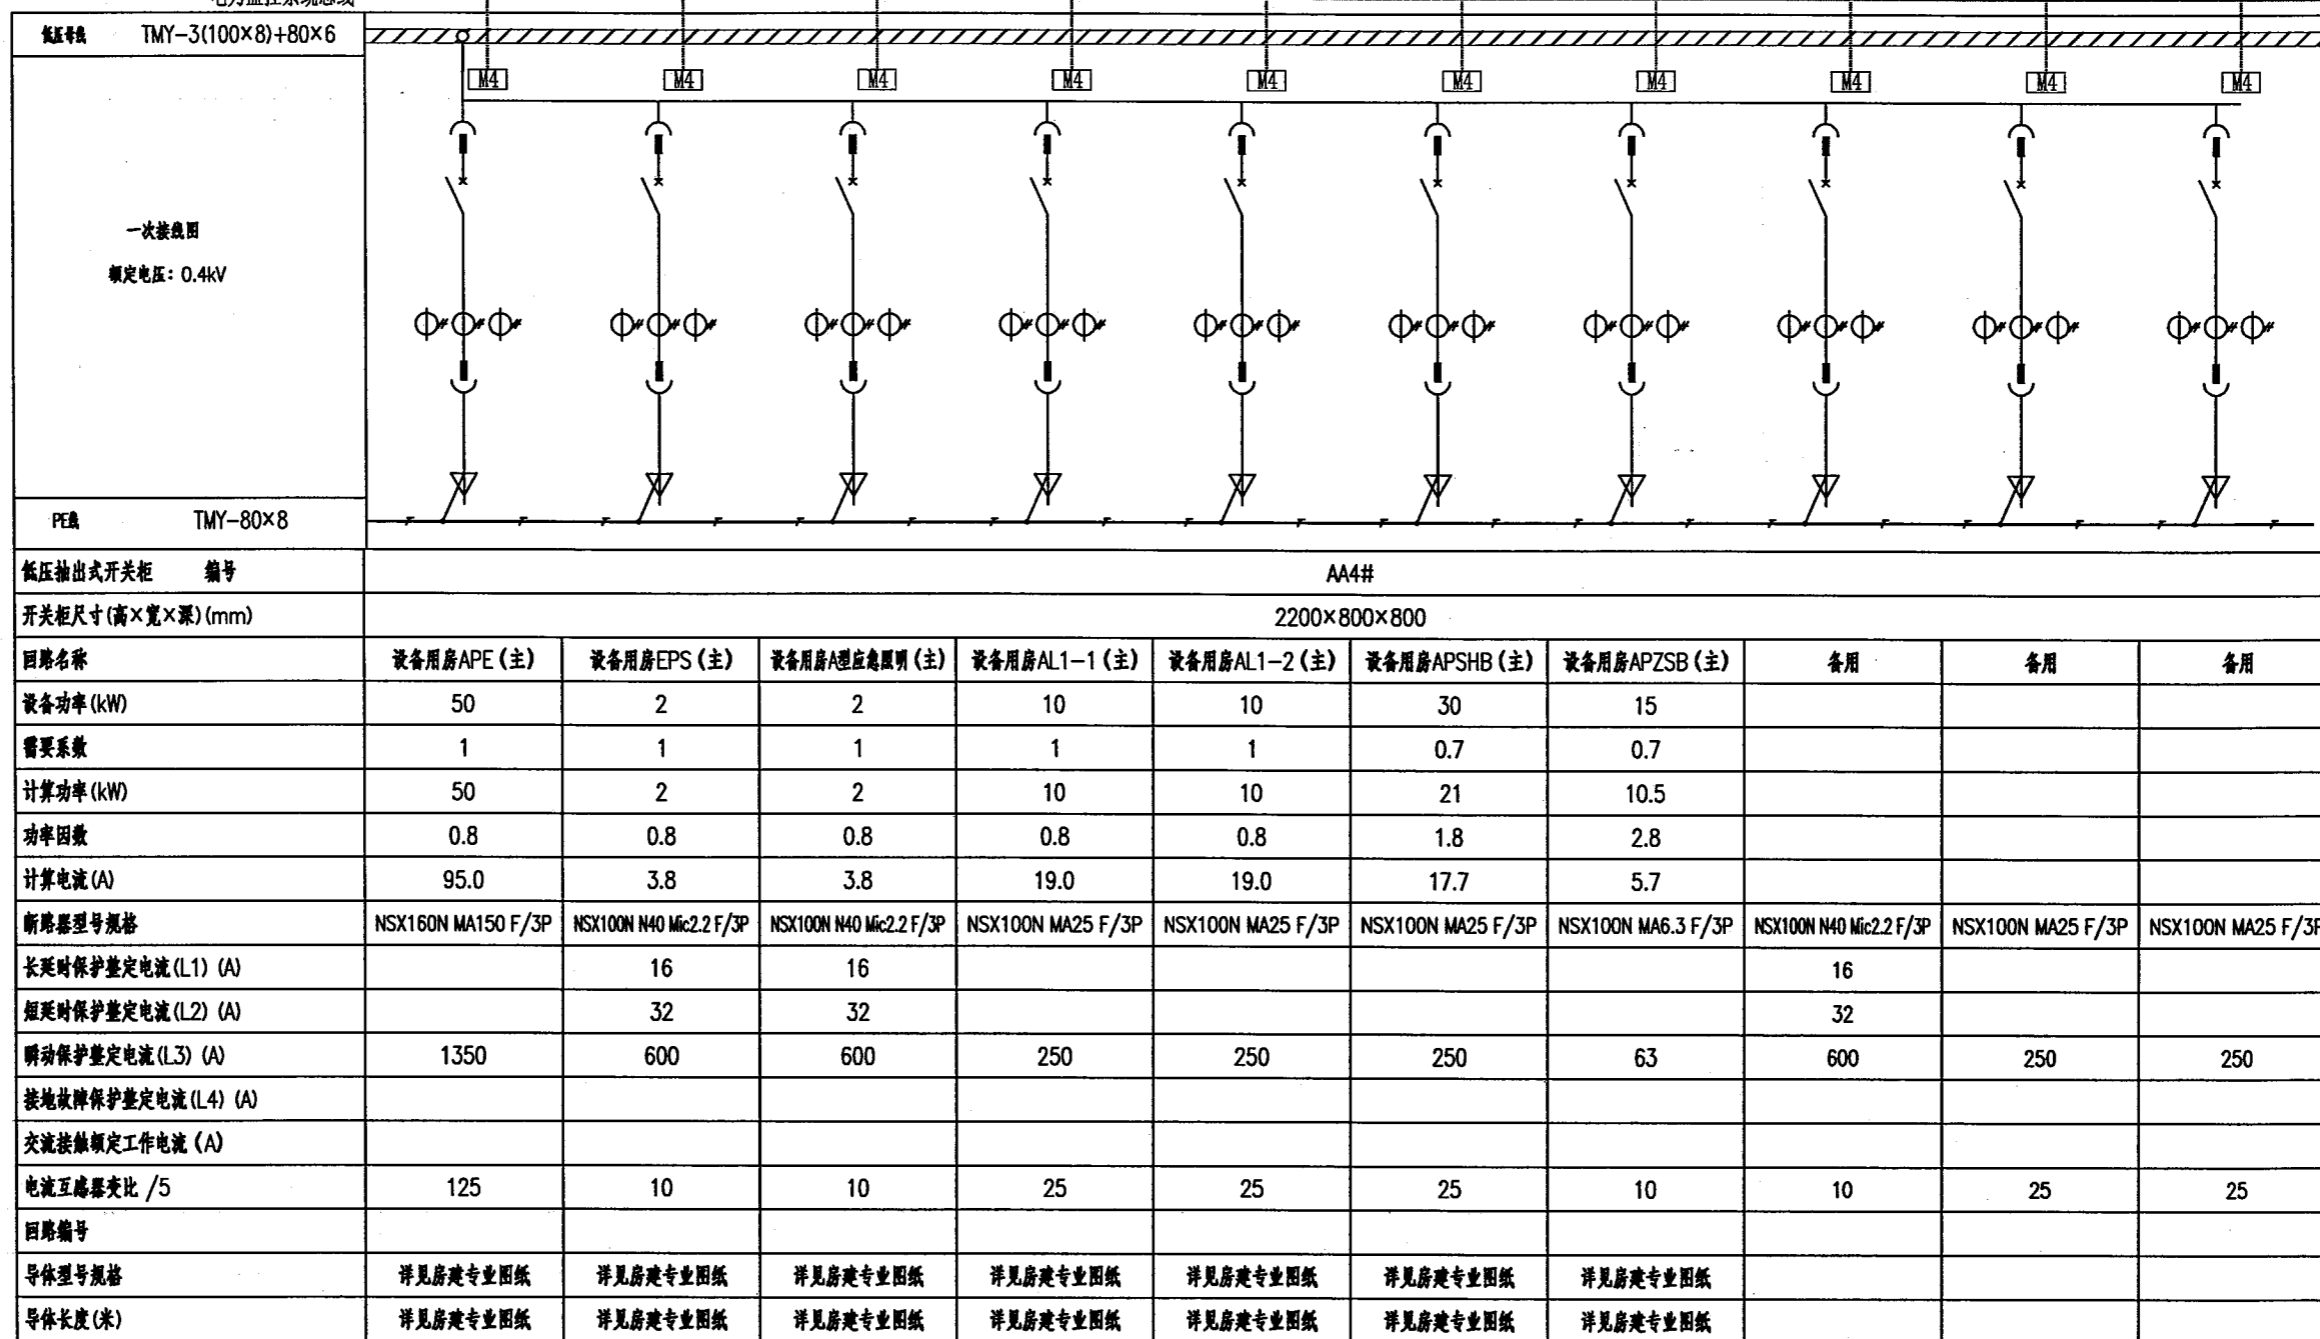 低压母线 TMY-3(100×8)+80×6
M4 M4 M4 M4 M4 M4 M4 M4 M4 M4
一次接线图
额定电压: 0.4kV
PE线 TMY-80×8
低压抽出式开关柜 编号 AA4#
开关柜尺寸(高×宽×深)(mm) 2200×800×800
回路名称 设备用房APE(主) 设备用房EPS(主) 设备用房A型应急照明(主) 设备用房AL1-1(主) 设备用房AL1-2(主) 设备用房APSHB(主) 设备用房APZSB(主) 备用 备用 备用
设备功率(kW) 50 2 2 10 10 30 15
需要系数 1 1 1 1 1 0.7 0.7
计算功率(kW) 50 2 2 10 10 21 10.5
功率因数 0.8 0.8 0.8 0.8 0.8 1.8 2.8
计算电流(A) 95.0 3.8 3.8 19.0 19.0 17.7 5.7
断路器型号规格 NSX160N MA150 F/3P NSX100N N40 Mic2.2 F/3P NSX100N N40 Mic2.2 F/3P NSX100N MA25 F/3P NSX100N MA25 F/3P NSX100N MA25 F/3P NSX100N MA6.3 F/3P NSX100N N40 Mic2.2 F/3P NSX100N MA25 F/3P NSX100N MA25 F/3P
长延时保护整定电流(L1) (A) 16 16 16
短延时保护整定电流(L2) (A) 32 32 32
瞬动保护整定电流(L3) (A) 1350 600 600 250 250 250 63 600 250 250
接地故障保护整定电流(L4) (A)
交流接触额定工作电流(A)
电流互感器变比 /5 125 10 10 25 25 25 10 10 25 25
回路编号
导体型号规格 详见房建专业图纸 详见房建专业图纸 详见房建专业图纸 详见房建专业图纸 详见房建专业图纸 详见房建专业图纸 详见房建专业图纸
导体长度(米) 详见房建专业图纸 详见房建专业图纸 详见房建专业图纸 详见房建专业图纸 详见房建专业图纸 详见房建专业图纸 详见房建专业图纸